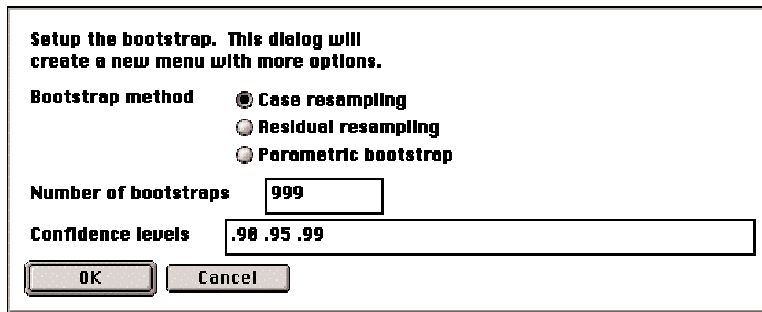 Setup the bootstrap. This dialog will
create a new menu with more options.
Bootstrap method
Case resampling
Residual resampling
Parametric bootstrap
Number of bootstraps 999
Confidence levels .90 .95 .99
OK Cancel